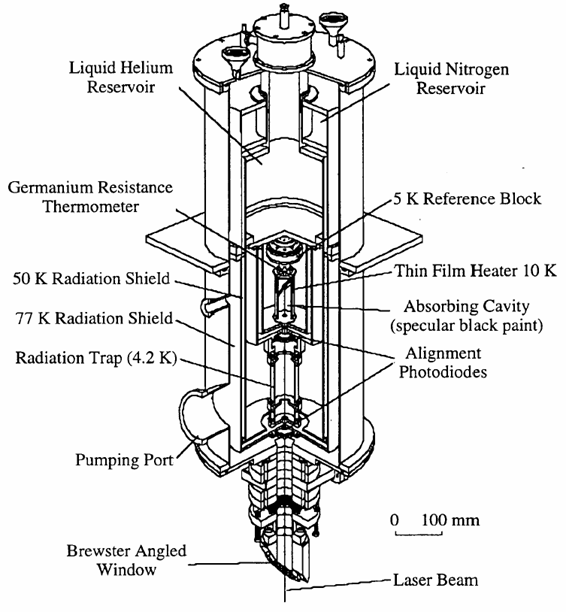 Liquid Helium
Reservoir
Liquid Nitrogen
Reservoir
Germanium Resistance
Thermometer
5 K Reference Block
50 K Radiation Shield
Thin Film Heater 10 K
77 K Radiation Shield
Absorbing Cavity
(specular black paint)
Radiation Trap (4.2 K)
Alignment
Photodiodes
Pumping Port
0 100 mm
Brewster Angled
Window
Laser Beam